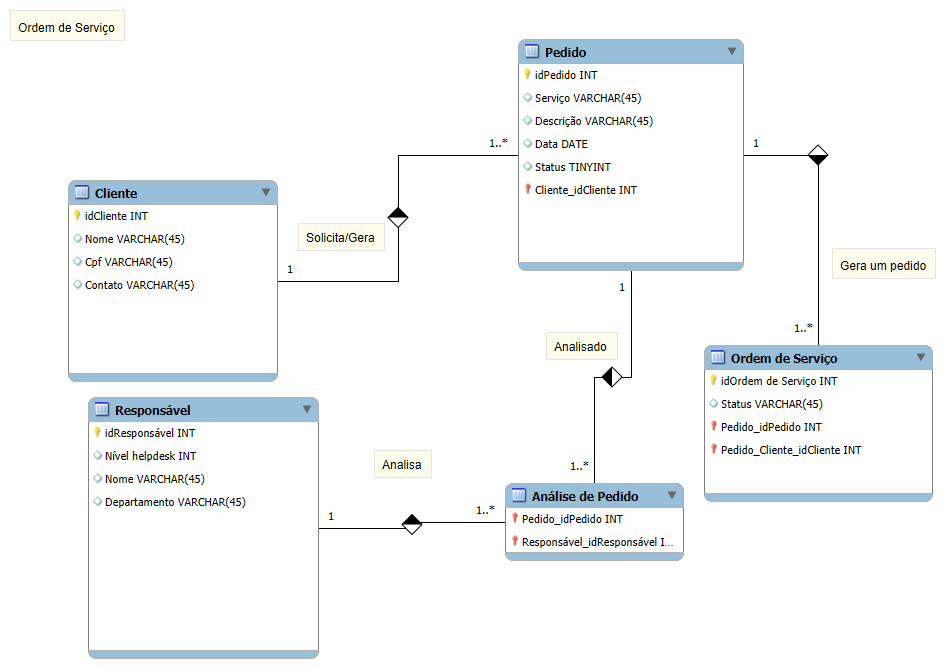 Ordem de Serviço
Pedido
idPedido INT
Serviço VARCHAR(45)
Descrição VARCHAR(45)
Data DATE
Status TINYINT
Cliente_idCliente INT
1..*
1
Cliente
idCliente INT
Nome VARCHAR(45)
Cpf VARCHAR(45)
Contato VARCHAR(45)
Solicita/Gera
1
Gera um pedido
1
1..*
Analisado
Ordem de Serviço
idOrdem de Serviço INT
Status VARCHAR(45)
Pedido_idPedido INT
Pedido_Cliente_idCliente INT
Responsável
idResponsável INT
Nível helpdesk INT
Nome VARCHAR(45)
Departamento VARCHAR(45)
Analisa
1..*
1
1..*
Análise de Pedido
Pedido_idPedido INT
Responsável_idResponsável I...